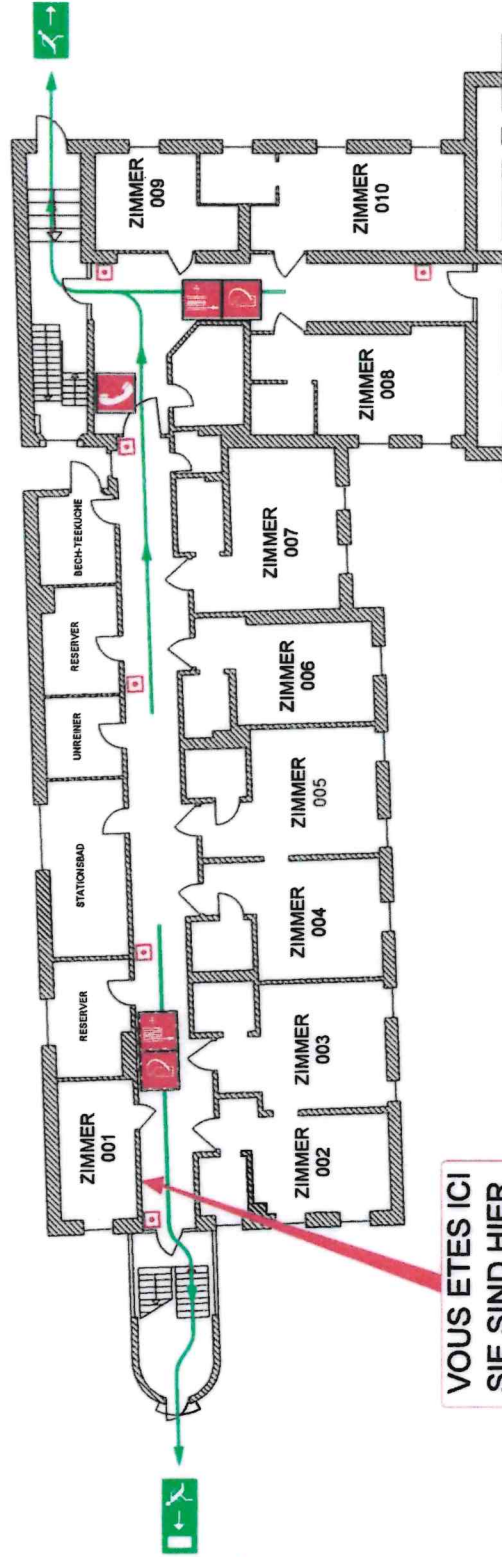 ZIMMER
001
RESERVER
STATIONSBAD
UNREINER
RESERVER
BECH-TEEKUCHE
ZIMMER
009
ZIMMER
002
ZIMMER
003
ZIMMER
004
ZIMMER
005
ZIMMER
006
ZIMMER
007
ZIMMER
008
ZIMMER
010
VOUS ETES ICI
SIE SIND HIER